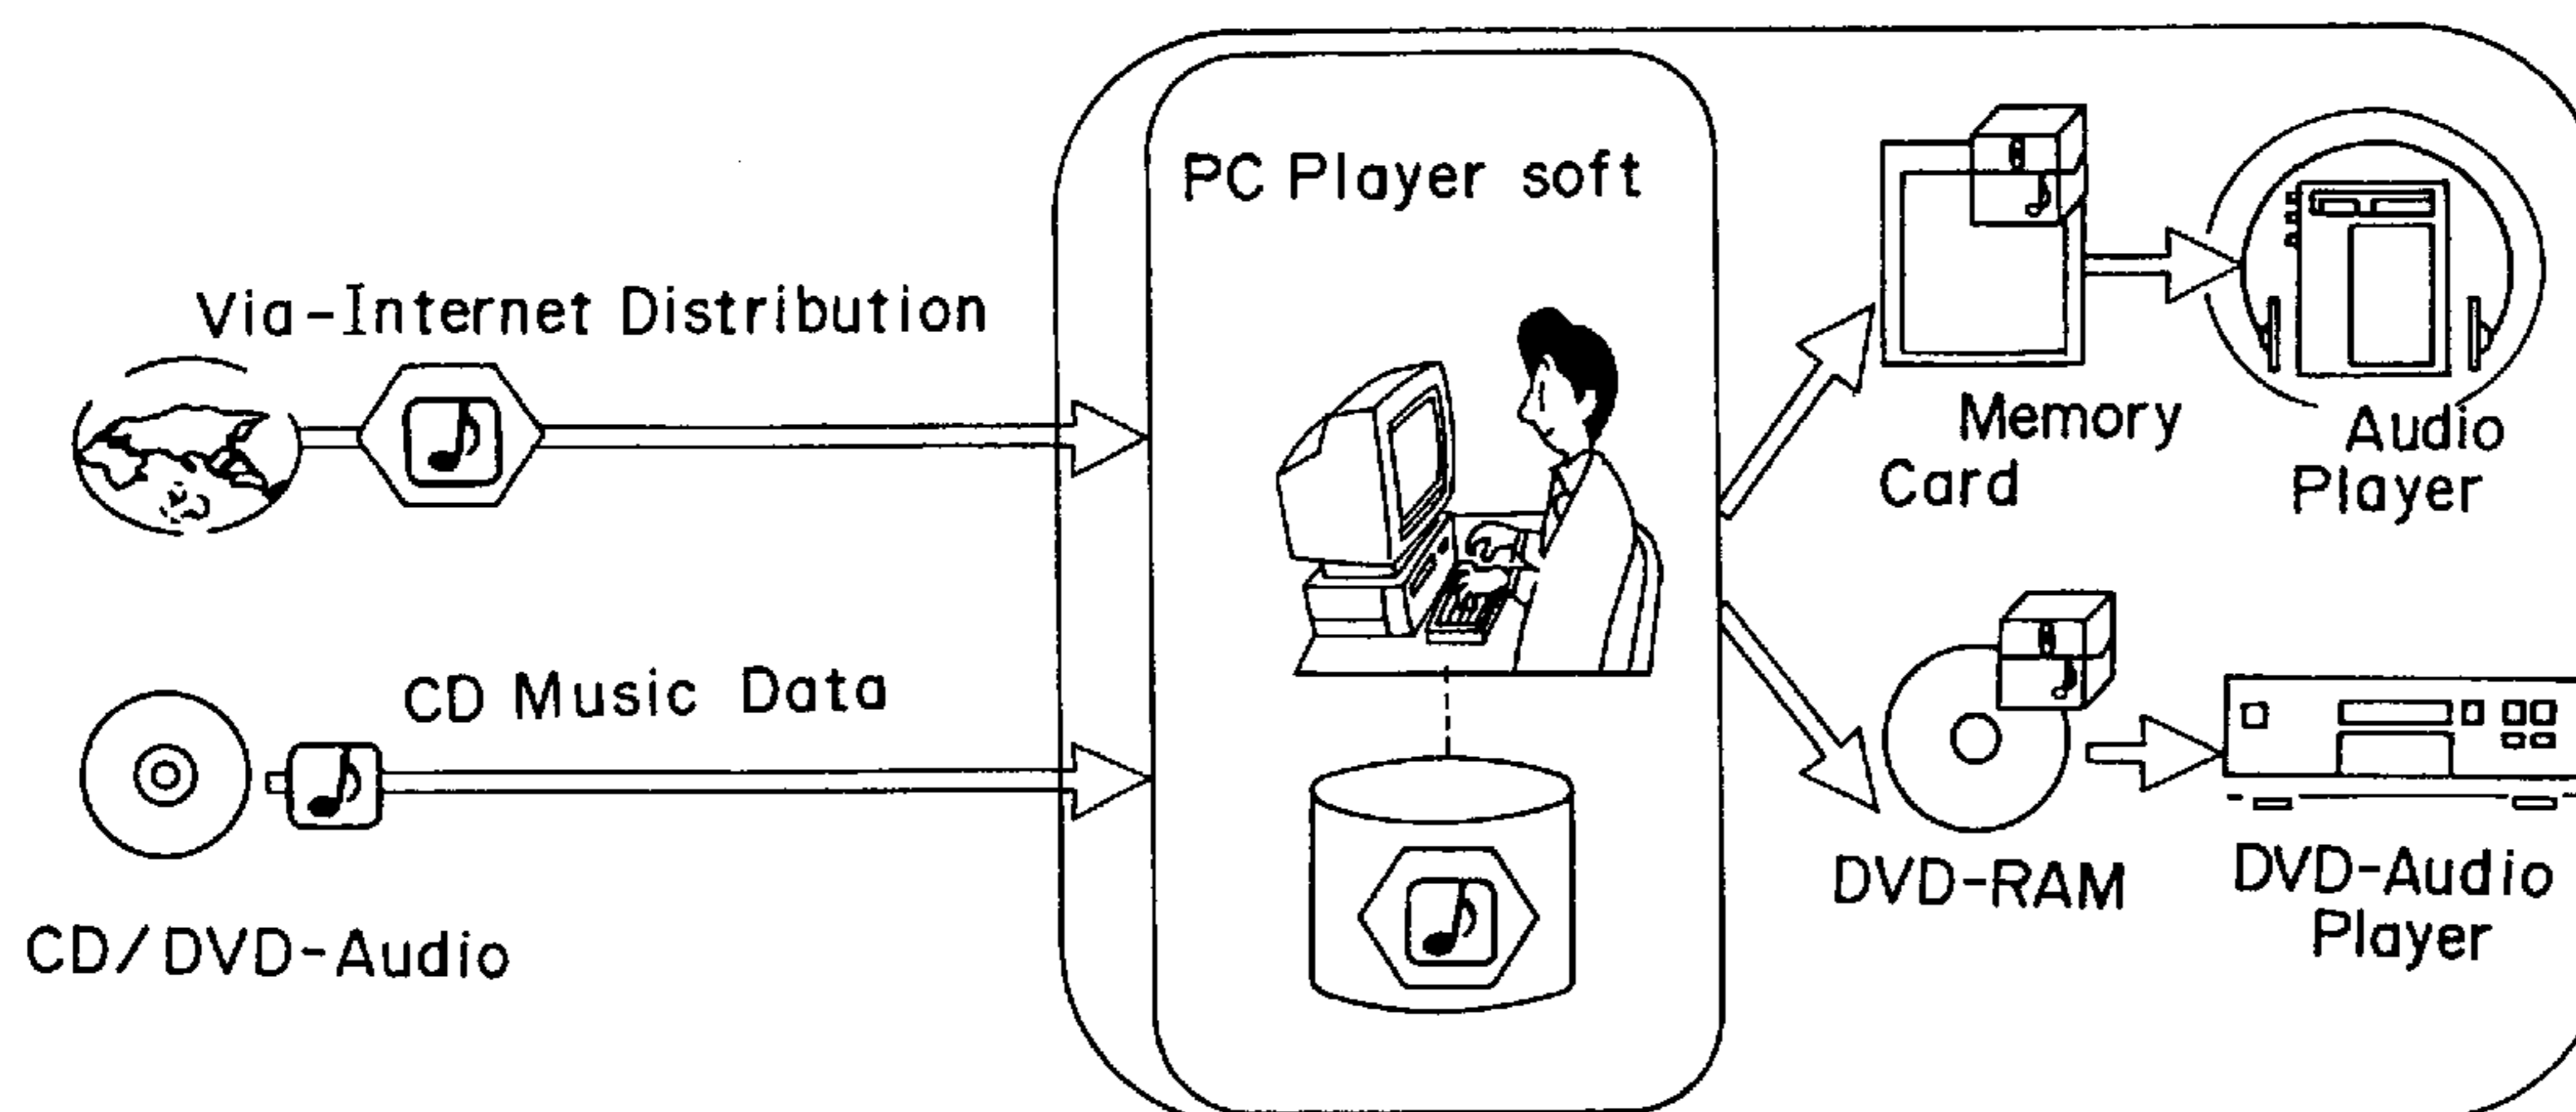 PC Player soft
Via-Internet Distribution
Memory
Card
Audio
Player
CD Music Data
CD/DVD-Audio
DVD-RAM
DVD-Audio
Player